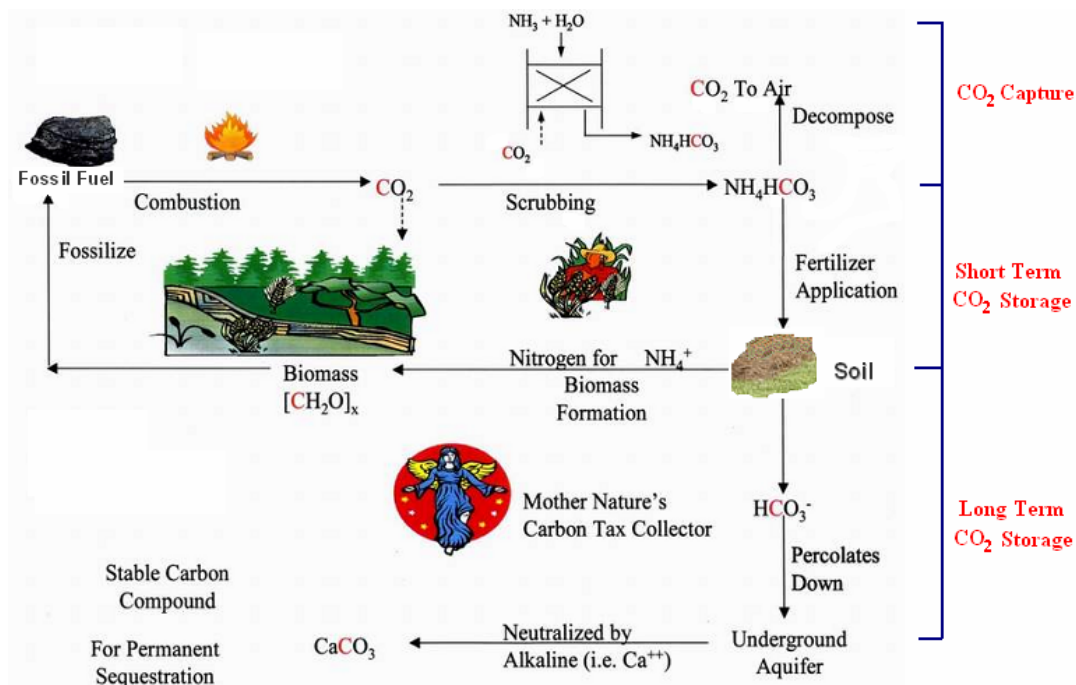 NH₃ + H₂O
CO₂ To Air
Decompose
CO₂ Capture
CO₂
NH₄HCO₃
Fossil Fuel
Combustion
CO₂
Scrubbing
NH₄HCO₃
Fossilize
Fertilizer
Application
Short Term
CO₂ Storage
Biomass
[CH₂O]ₓ
Nitrogen for NH₄⁺
Biomass
Formation
Soil
Mother Nature's
Carbon Tax Collector
HCO₃⁻
Long Term
CO₂ Storage
Percolates
Down
Stable Carbon
Compound
For Permanent
Sequestration
CaCO₃
Neutralized by
Alkaline (i.e. Ca⁺⁺)
Underground
Aquifer